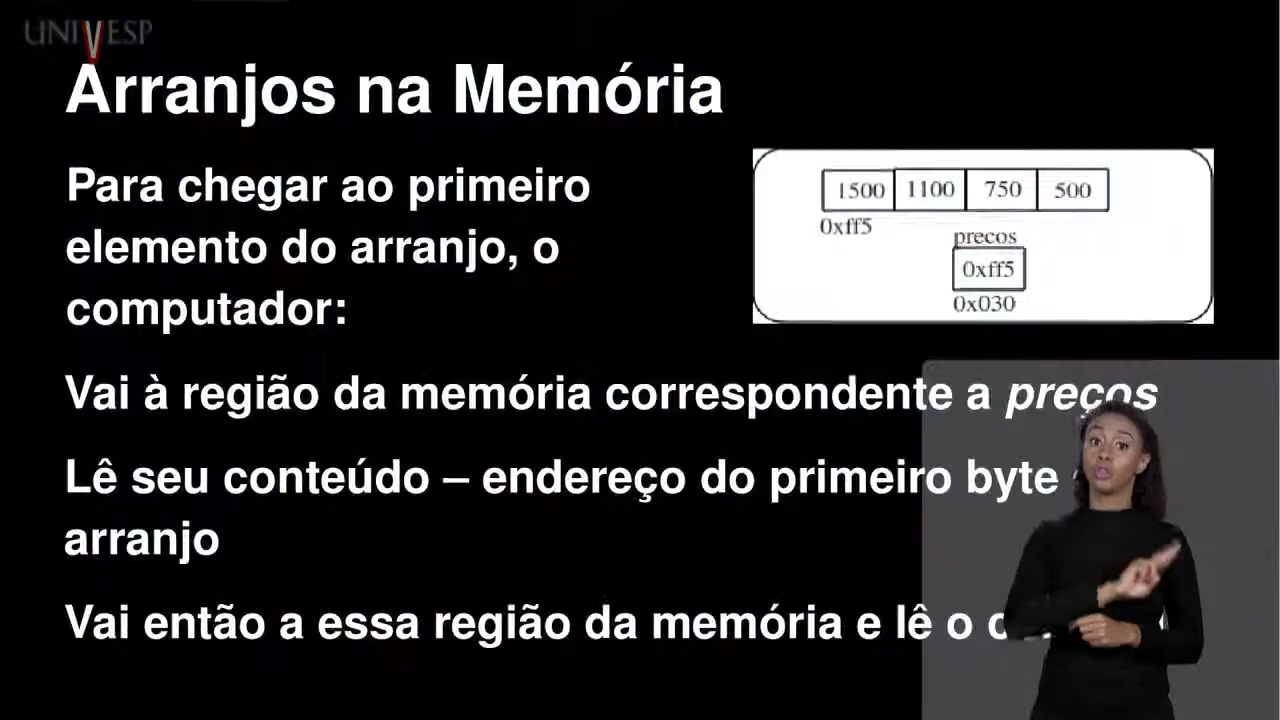 UNIVESP
Arranjos na Memória
Para chegar ao primeiro
elemento do arranjo, o
computador:
1500 1100 750 500
0xff5
precos
0xff5
0x030
Vai à região da memória correspondente a preços
Lê seu conteúdo – endereço do primeiro byte
arranjo
Vai então a essa região da memória e lê o